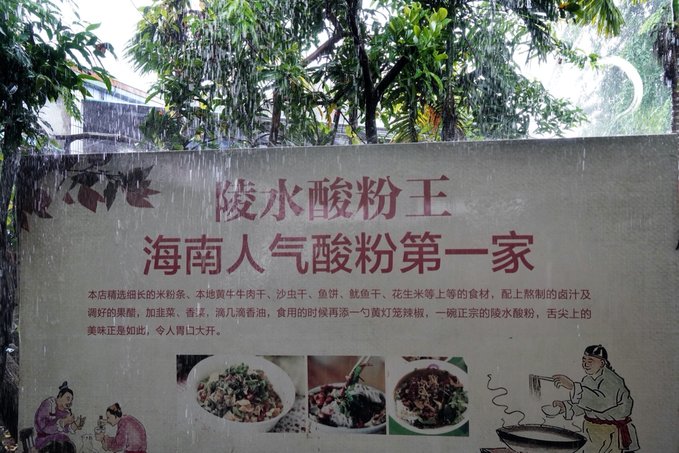 陵水酸粉王
海南人气酸粉第一家
本店精选细长的米粉条、本地黄牛牛肉干、沙虫干、鱼饼、鱿鱼干、花生米等上等的食材，配上熬制的卤汁及
调好的果醋，加韭菜、香菜，滴几滴香油，食用的时候再添一勺黄灯笼辣椒，一碗正宗的陵水酸粉，舌尖上的
美味正是如此，令人胃口大开。